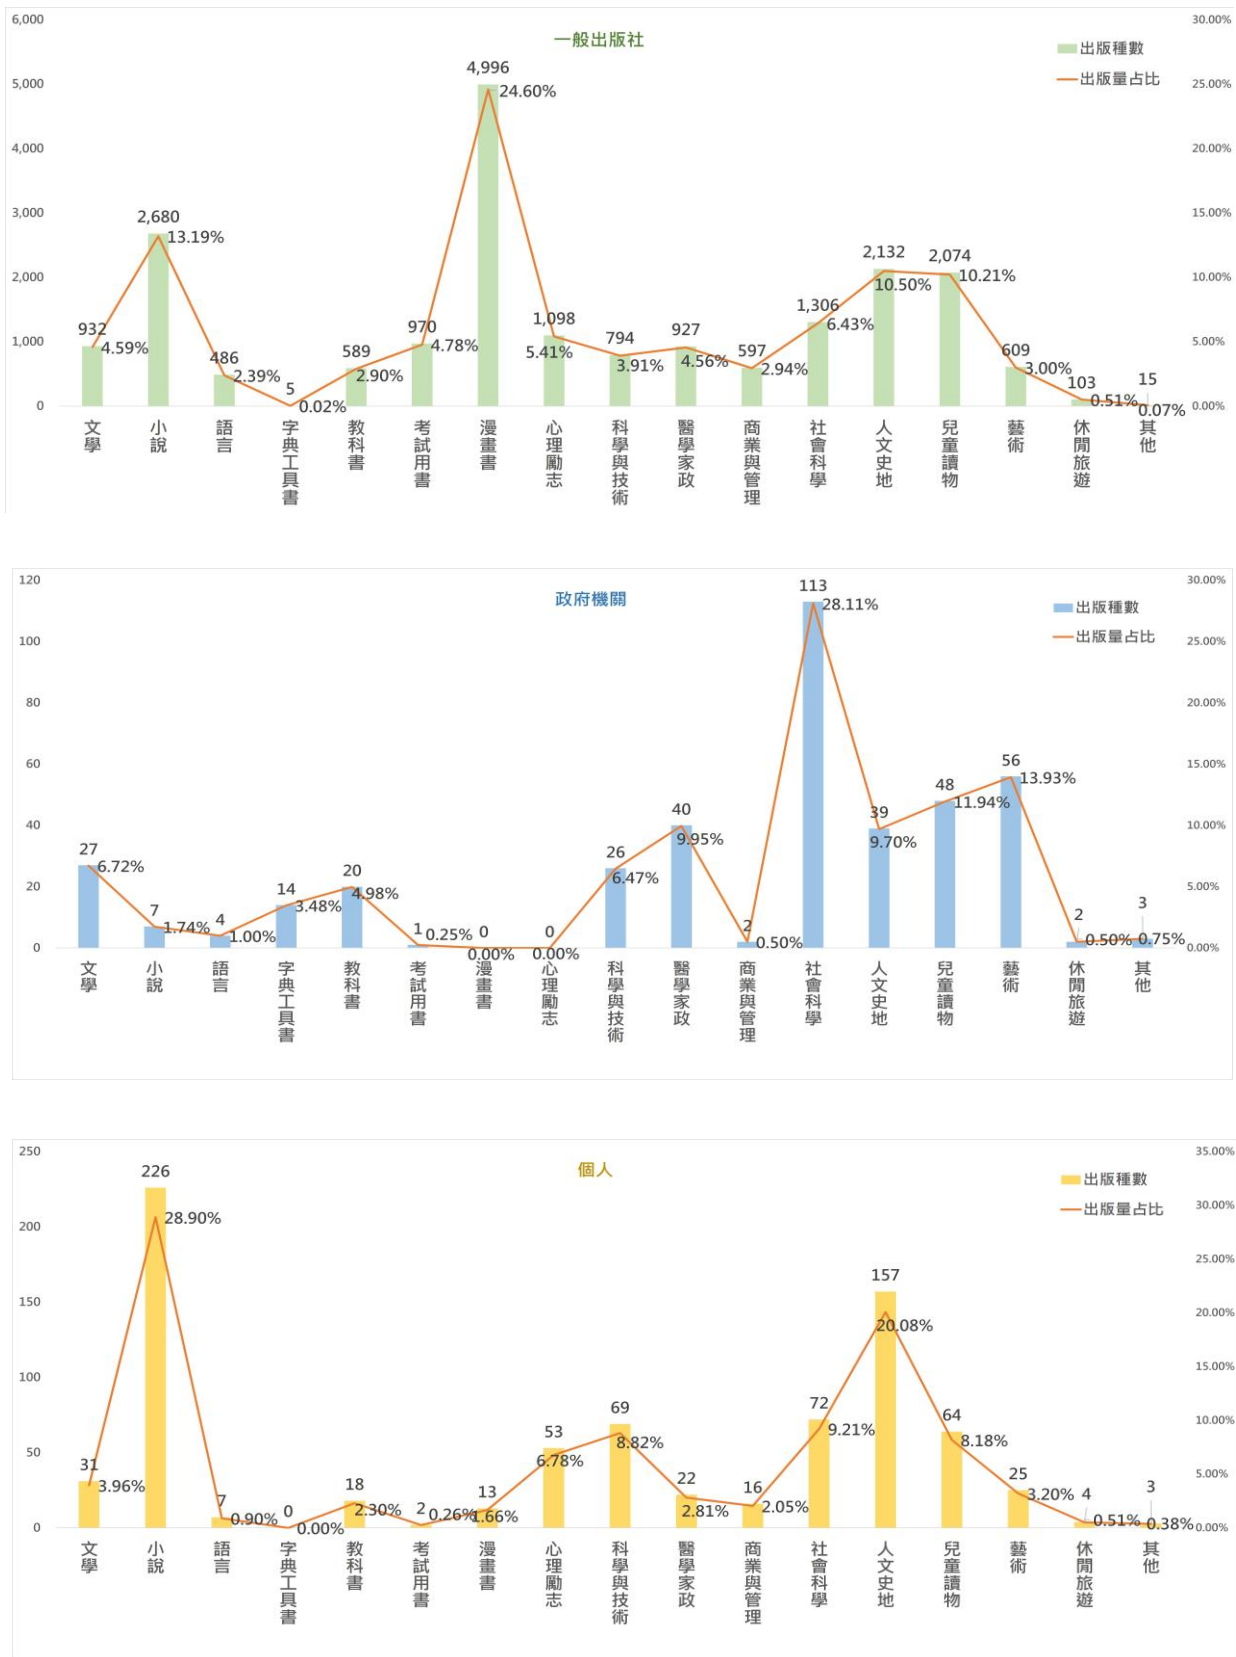 一般出版社
出版種數
出版量占比
6,000
5,000
4,000
3,000
2,000
1,000
0
30.00%
25.00%
20.00%
15.00%
10.00%
5.00%
0.00%
932
2,680
486
5
589
970
4,996
1,098
794
927
597
1,306
2,132
2,074
609
103
15
4.59%
13.19%
2.39%
0.02%
2.90%
4.78%
24.60%
5.41%
3.91%
4.56%
2.94%
6.43%
10.50%
10.21%
3.00%
0.51%
0.07%
文學
小說
語言
字典工具書
教科書
考試用書
漫畫書
心理勵志
科學與技術
醫學家政
商業與管理
社會科學
人文史地
兒童讀物
藝術
休閒旅遊
其他
政府機關
出版種數
出版量占比
120
100
80
60
40
20
0
30.00%
25.00%
20.00%
15.00%
10.00%
5.00%
0.00%
27
7
4
14
20
1
0
0
26
40
2
113
39
48
56
2
3
6.72%
1.74%
1.00%
3.48%
4.98%
0.25%
0.00%
0.00%
6.47%
9.95%
0.50%
28.11%
9.70%
11.94%
13.93%
0.50%
0.75%
文學
小說
語言
字典工具書
教科書
考試用書
漫畫書
心理勵志
科學與技術
醫學家政
商業與管理
社會科學
人文史地
兒童讀物
藝術
休閒旅遊
其他
個人
出版種數
出版量占比
250
200
150
100
50
0
35.00%
30.00%
25.00%
20.00%
15.00%
10.00%
5.00%
0.00%
31
226
7
0
18
2
13
53
69
22
16
72
157
64
25
4
3
3.96%
28.90%
0.90%
0.00%
2.30%
0.26%
1.66%
6.78%
8.82%
2.81%
2.05%
9.21%
20.08%
8.18%
3.20%
0.51%
0.38%
文學
小說
語言
字典工具書
教科書
考試用書
漫畫書
心理勵志
科學與技術
醫學家政
商業與管理
社會科學
人文史地
兒童讀物
藝術
休閒旅遊
其他